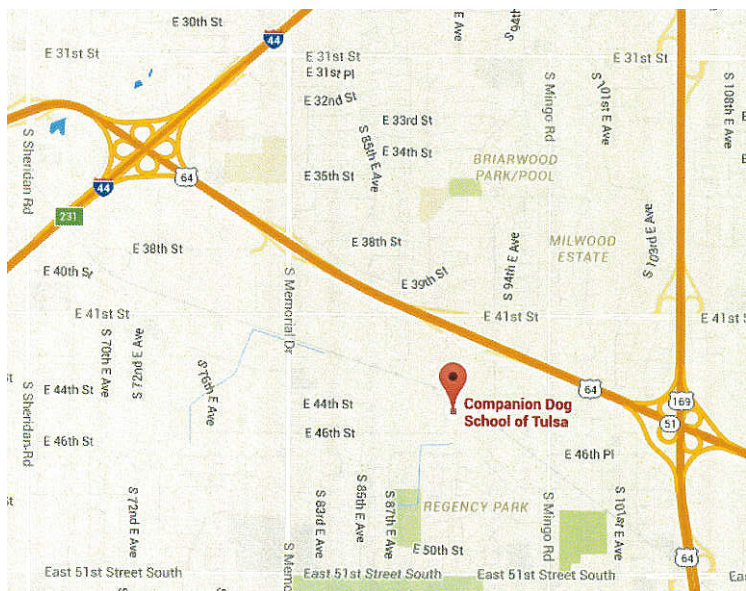 E 30th St
44
S 94th
E Ave
E 31st St
E 31st St
E 31st St
E 31st Pl
E 32nd St
S Mingo Rd
S 101st E Ave
S 108th E Ave
E 33rd St
S 85th E Ave
E 34th St
S Sheridan Rd
BRIARWOOD
PARK/POOL
E 35th St
64
44
231
E 38th St
E 38th St
S 94th E Ave
MILWOOD
ESTATE
S 103rd E Ave
E 40th St
S Memorial Dr
E 39th St
E 41st St
E 41st St
E 41st St
S 70th E Ave
S 72nd E Ave
S 76th E Ave
S Sheridan Rd
E 44th St
E 44th St
64
169
Companion Dog
School of Tulsa
51
E 46th St
E 46th St
E 46th Pl
S 72nd E Ave
S 83rd E Ave
S 85th E Ave
S 87th E Ave
REGENCY PARK
S Mingo Rd
S 101st E Ave
E 50th St
64
East 51st Street South
East 51st Street South
East 51st Street South